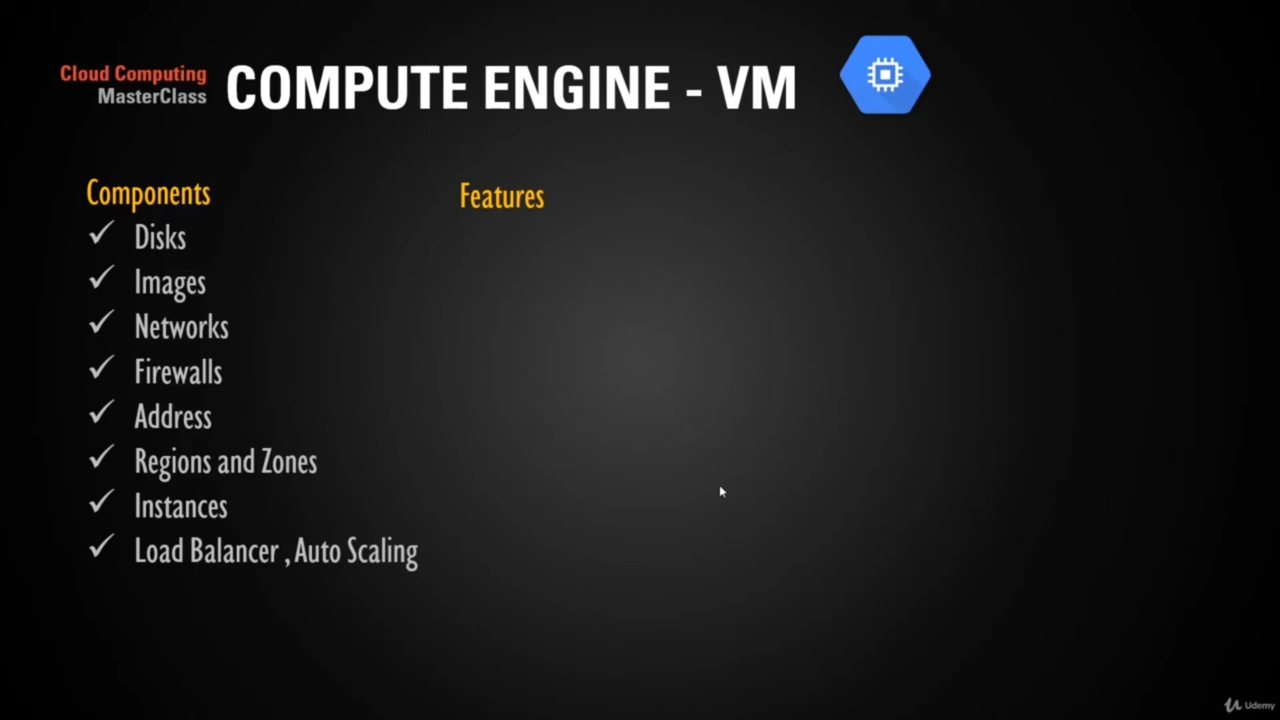 Cloud Computing
MasterClass
COMPUTE ENGINE - VM
Components
Disks
Images
Networks
Firewalls
Address
Regions and Zones
Instances
Load Balancer , Auto Scaling
Features
Udemy